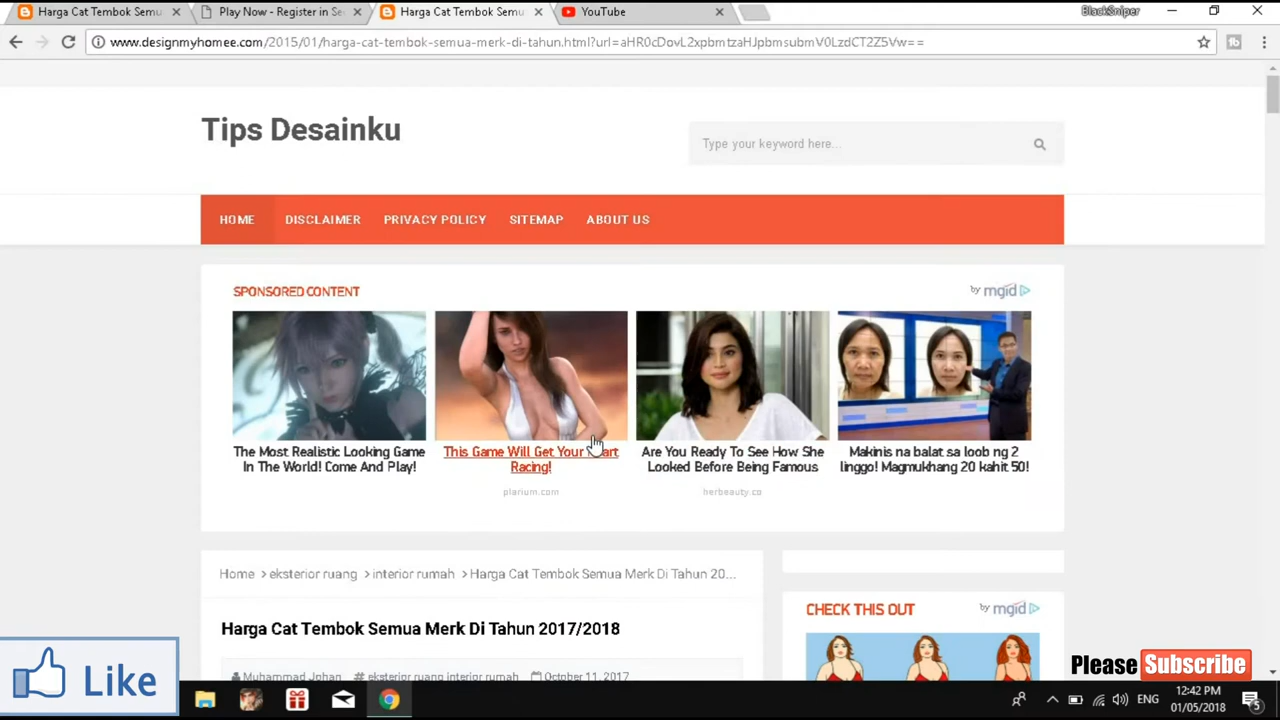 Harga Cat Tembok Semu
Play Now - Register in Se
Harga Cat Tembok Semu
YouTube
BlackSniper
www.designmyhomee.com/2015/01/harga-cat-tembok-semua-merk-di-tahun.html?url=aHR0cDovL2xpbmtzaHJpbmsubmV0LzdCT2Z5Vw==
Tips Desainku
Type your keyword here...
HOME DISCLAIMER PRIVACY POLICY SITEMAP ABOUT US
SPONSORED CONTENT
by mgid
The Most Realistic Looking Game
In The World! Come And Play!
This Game Will Get Your art
Racing!
plarium.com
Are You Ready To See How She
Looked Before Being Famous
herbeauty.co
Makinis na balat sa loob ng 2
linggo! Magmukhang 20 kahit 50!
Home > eksterior ruang > interior rumah > Harga Cat Tembok Semua Merk Di Tahun 20...
Harga Cat Tembok Semua Merk Di Tahun 2017/2018
Muhammad Johan # eksterior ruang interior rumah October 11, 2017
CHECK THIS OUT
by mgid
Like
Please Subscribe
ENG
12:42 PM
01/05/2018
5